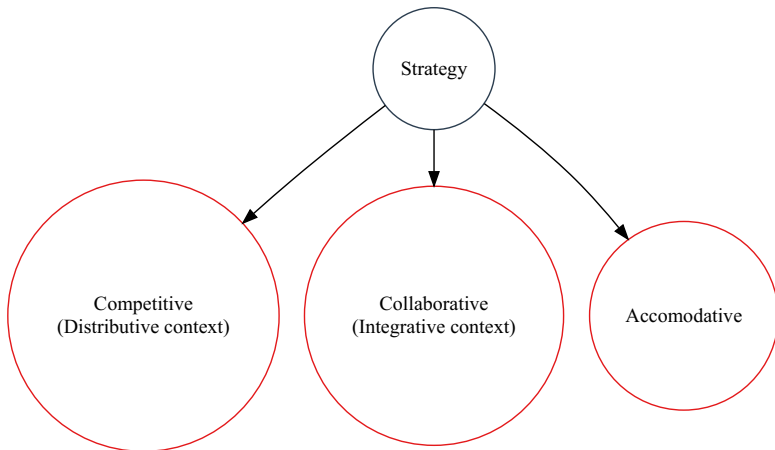 Strategy
Competitive
(Distributive context)
Collaborative
(Integrative context)
Accomodative